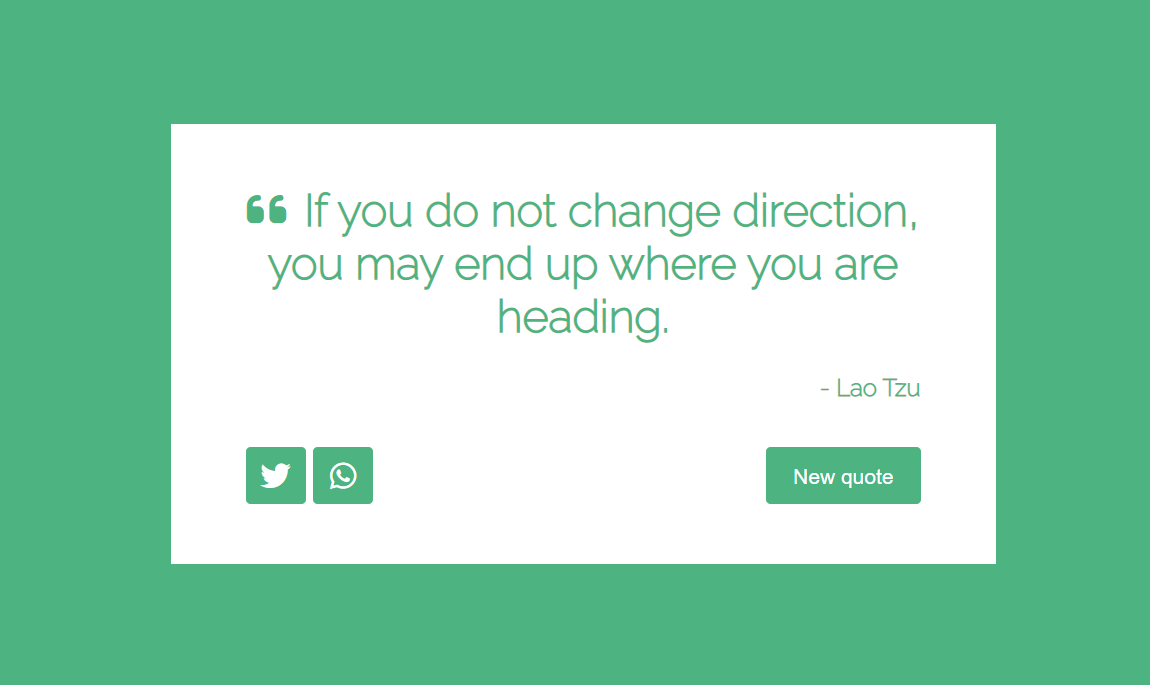 ❝ If you do not change direction,
you may end up where you are
heading.
- Lao Tzu
New quote